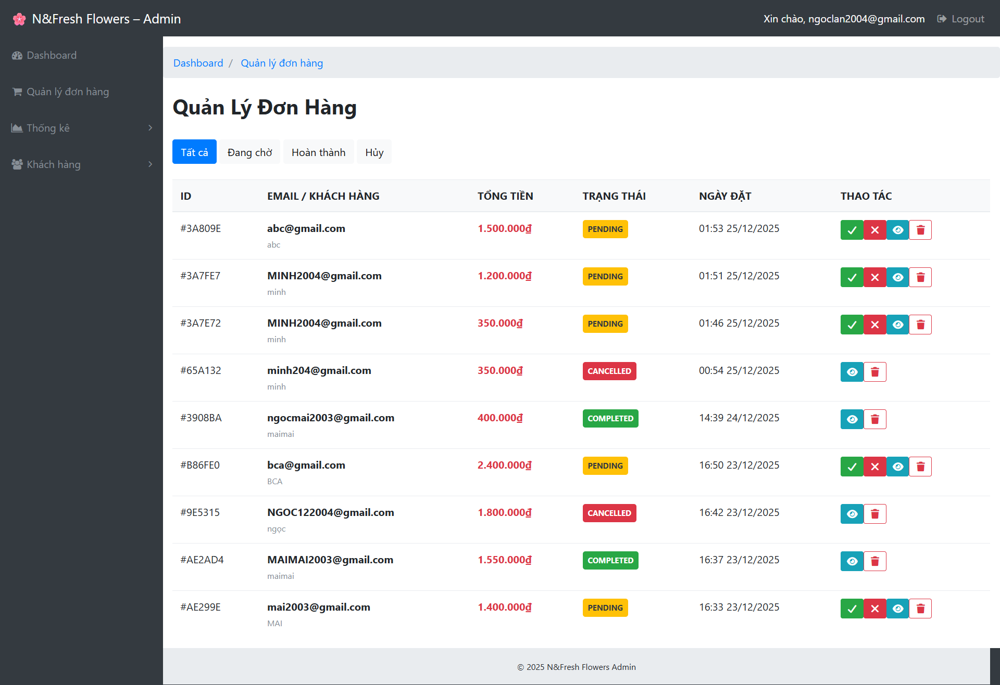 N&Fresh Flowers – Admin
Xin chào, ngoclan2004@gmail.com Logout
Dashboard
Quản lý đơn hàng
Thống kê
Khách hàng
Dashboard / Quản lý đơn hàng
Quản Lý Đơn Hàng
Tất cả Đang chờ Hoàn thành Hủy
ID EMAIL / KHÁCH HÀNG TỔNG TIỀN TRẠNG THÁI NGÀY ĐẶT THAO TÁC
#3A809E abc@gmail.com 1.500.000₫ PENDING 01:53 25/12/2025
abc
#3A7FE7 MINH2004@gmail.com 1.200.000₫ PENDING 01:51 25/12/2025
minh
#3A7E72 MINH2004@gmail.com 350.000₫ PENDING 01:46 25/12/2025
minh
#65A132 minh204@gmail.com 350.000₫ CANCELLED 00:54 25/12/2025
minh
#3908BA ngocmai2003@gmail.com 400.000₫ COMPLETED 14:39 24/12/2025
maimai
#B86FE0 bca@gmail.com 2.400.000₫ PENDING 16:50 23/12/2025
BCA
#9E5315 NGOC122004@gmail.com 1.800.000₫ CANCELLED 16:42 23/12/2025
ngọc
#AE2AD4 MAIMAI2003@gmail.com 1.550.000₫ COMPLETED 16:37 23/12/2025
maimai
#AE299E mai2003@gmail.com 1.400.000₫ PENDING 16:33 23/12/2025
MAI
© 2025 N&Fresh Flowers Admin